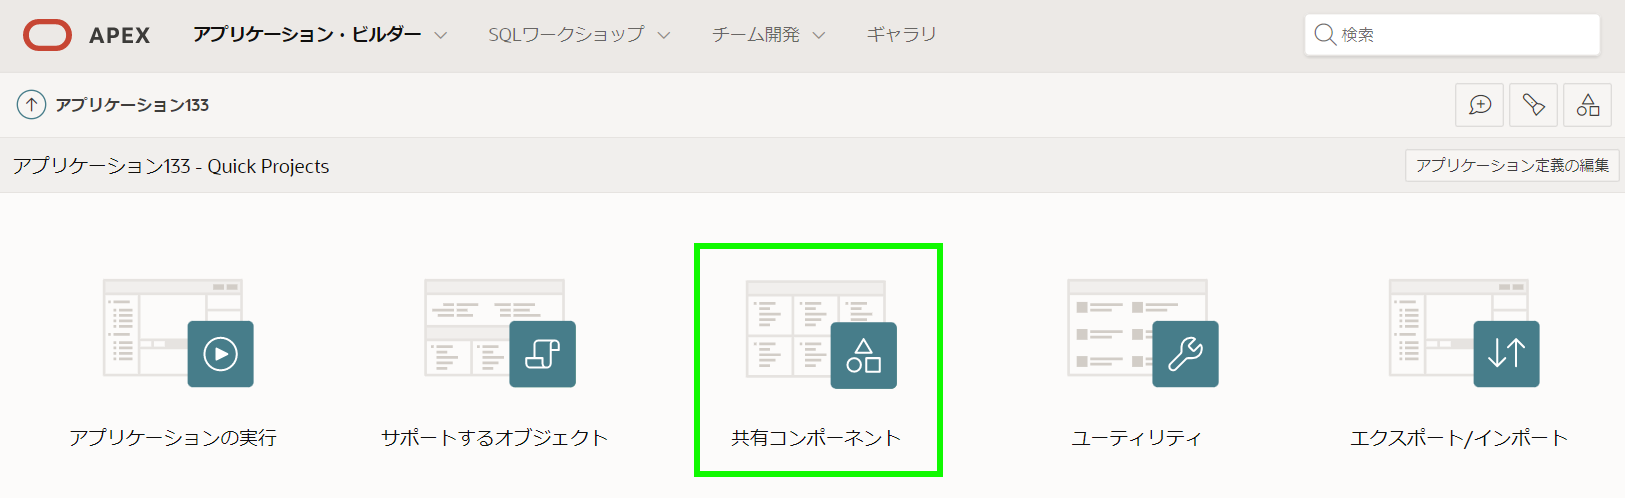 APEX アプリケーション・ビルダー SQLワークショップ チーム開発 ギャラリ 検索
アプリケーション133
アプリケーション133 - Quick Projects アプリケーション定義の編集
アプリケーションの実行 サポートするオブジェクト 共有コンポーネント ユーティリティ エクスポート/インポート